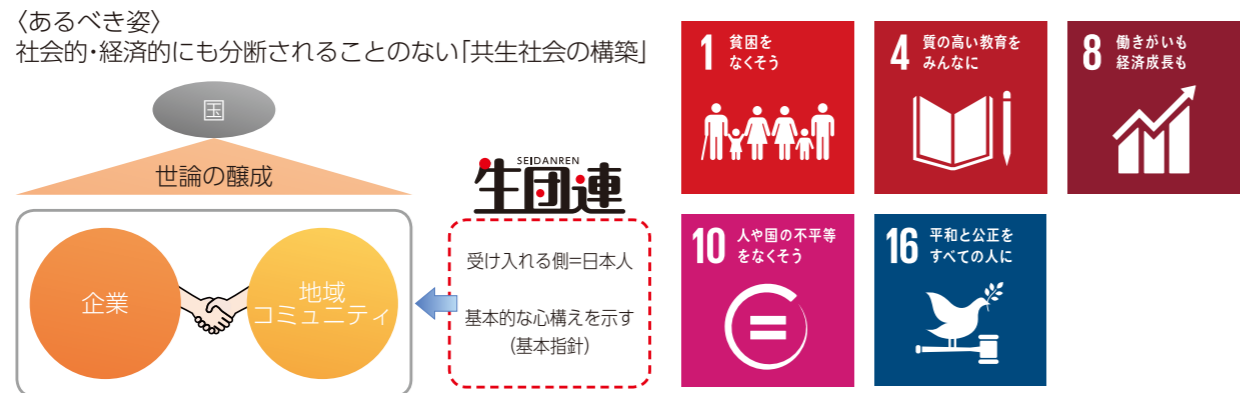 〈あるべき姿〉
社会的・経済的にも分断されることのない「共生社会の構築」
国
世論の醸成
企業
地域
コミュニティ
SEIDANREN
生団連
受け入れる側=日本人
基本的な心構えを示す
(基本指針)
1 貧困を
なくそう
4 質の高い教育を
みんなに
8 働きがいも
経済成長も
10 人や国の不平等
をなくそう
16 平和と公正を
すべての人に